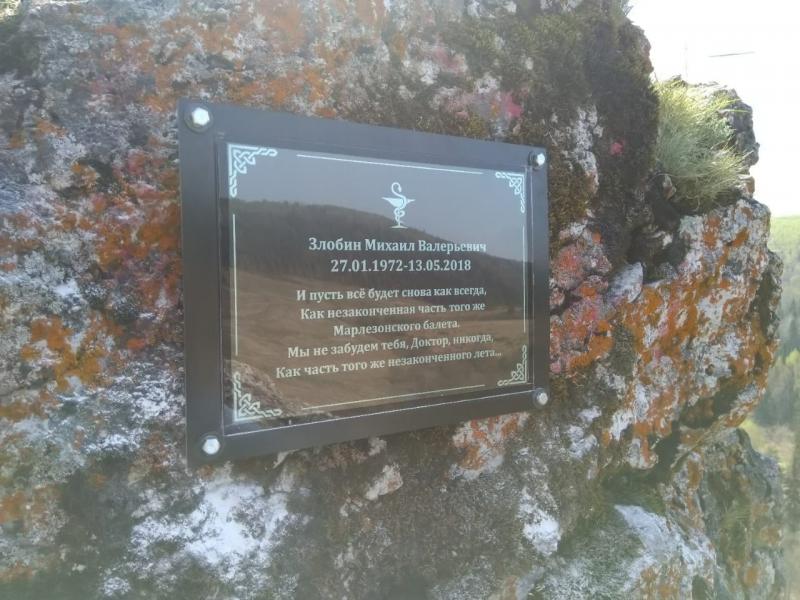 Злобин Михаил Валерьевич
27.01.1972-13.05.2018
И пусть всё будет снова как всегда,
Как незаконченная часть того же
Марлезонского балета.
Мы не забудем тебя, Доктор, никогда,
Как часть того же незаконченного лета...